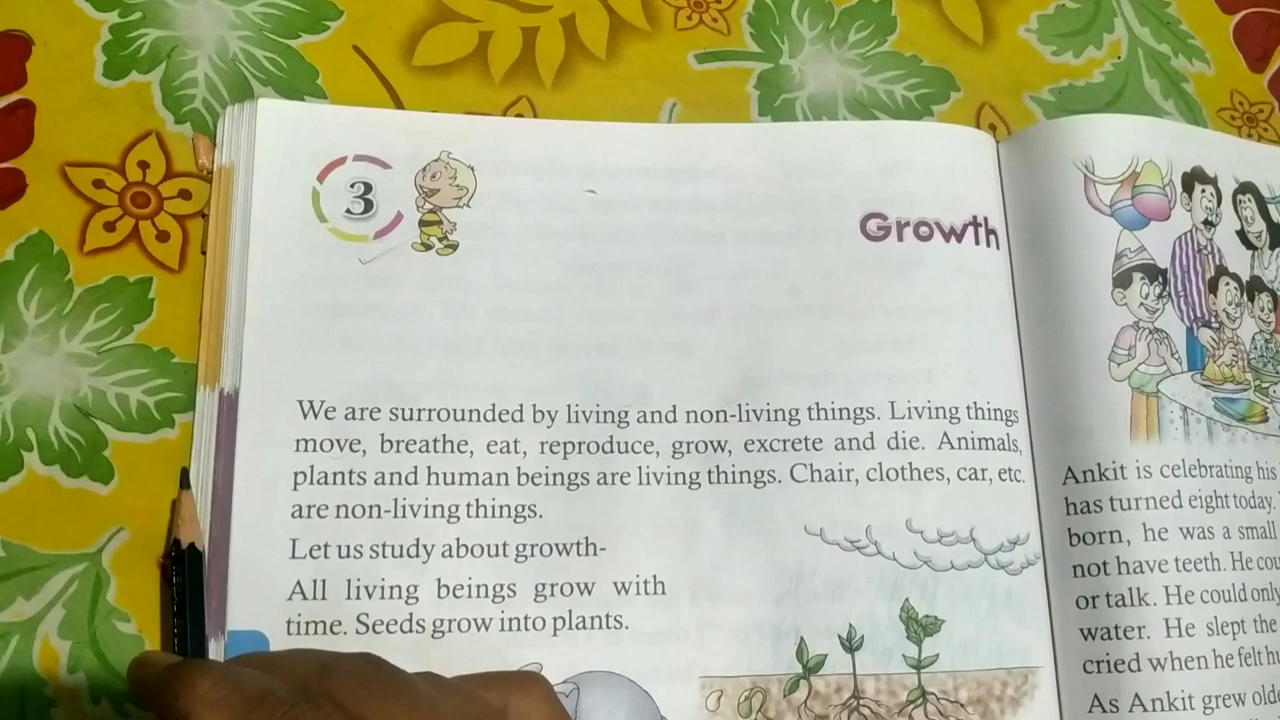 3
Growth
We are surrounded by living and non-living things. Living things
move, breathe, eat, reproduce, grow, excrete and die. Animals,
plants and human beings are living things. Chair, clothes, car, etc.
are non-living things.
Let us study about growth-
All living beings grow with
time. Seeds grow into plants.
Ankit is celebrating his
has turned eight today.
born, he was a small
not have teeth. He
or talk. He could only
water. He slept the
cried when he felt
As Ankit grew